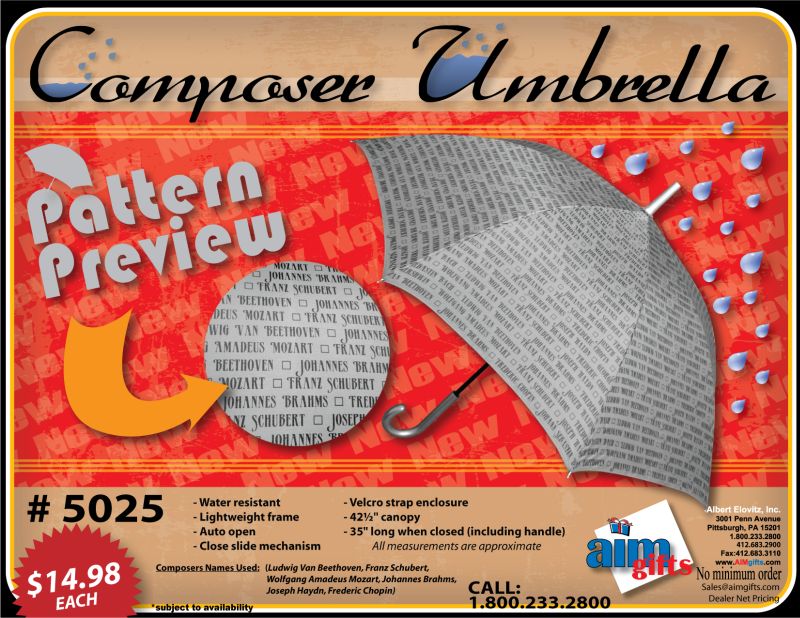 Composer Umbrella
Pattern
Preview
MOZART □ JOHANNES BRAHMS
FRANZ SCHUBERT □
VAN BEETHOVEN □ JOHANNES
DEUS MOZART □ FRANZ SCHUBERT
WIG VAN BEETHOVEN □ JOHAN
AMADEUS MOZART □ FRANZ
BEETHOVEN □ JOHANNES BRAHM
MOZART □ FRANZ SCHUBERT
JOHANNES BRAHMS □ FRED
NZ SCHUBERT □ JOSEPH
JOHANNES BRAHMS
# 5025
- Water resistant
- Lightweight frame
- Auto open
- Close slide mechanism
- Velcro strap enclosure
- 42½" canopy
- 35" long when closed (including handle)
All measurements are approximate
Composers Names Used: (Ludwig Van Beethoven, Franz Schubert,
Wolfgang Amadeus Mozart, Johannes Brahms,
Joseph Haydn, Frederic Chopin)
$14.98
EACH
*subject to availability
CALL:
1.800.233.2800
aim
gifts
Albert Elovitz, Inc.
3001 Penn Avenue
Pittsburgh, PA 15201
1.800.233.2800
412.683.2900
Fax:412.683.3110
www.AIMgifts.com
No minimum order
Sales@aimgifts.com
Dealer Net Pricing